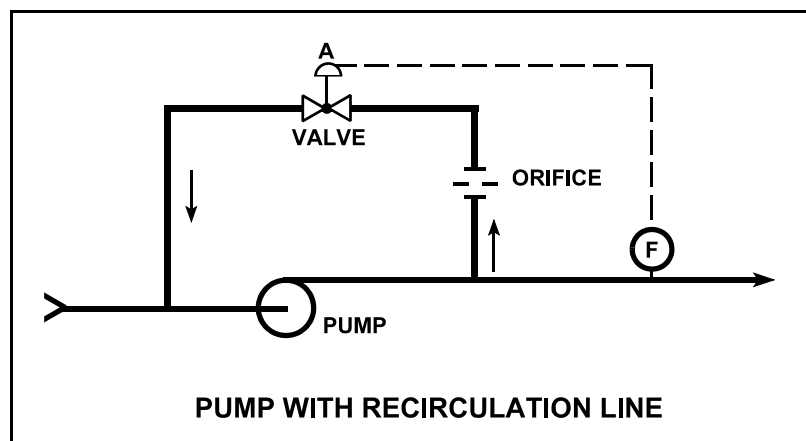 A
VALVE
ORIFICE
F
PUMP
PUMP WITH RECIRCULATION LINE